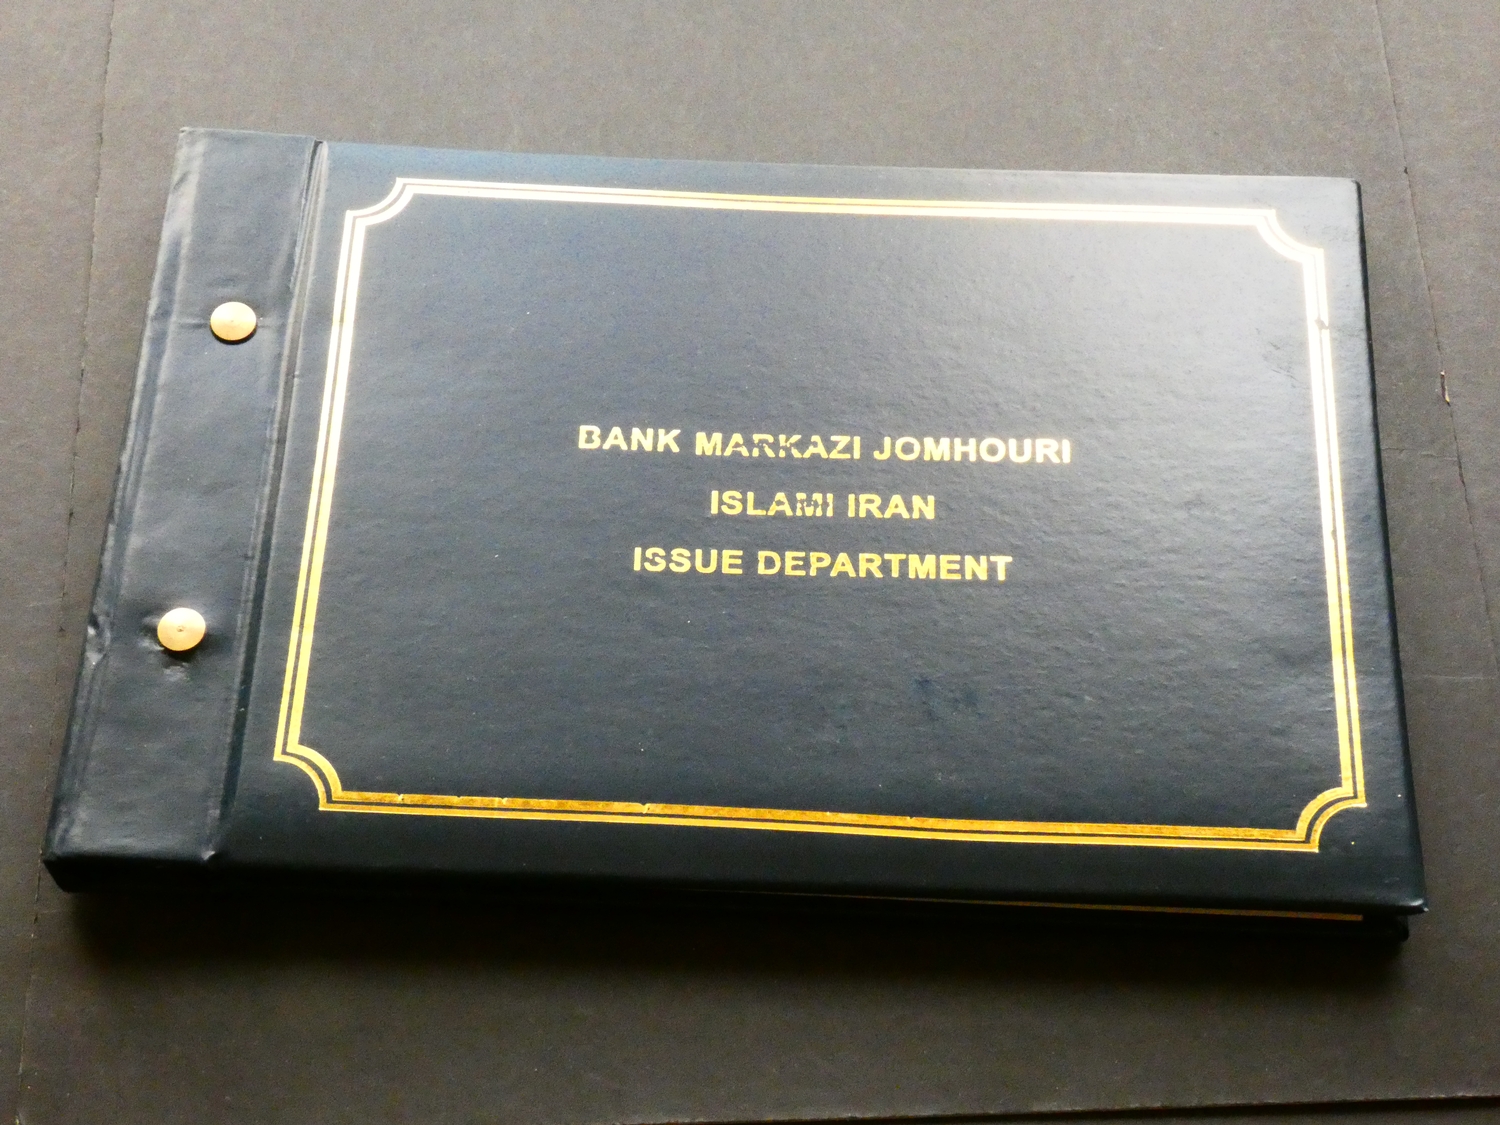 BANK MARKAZI JOMHOURI
ISLAMI IRAN
ISSUE DEPARTMENT